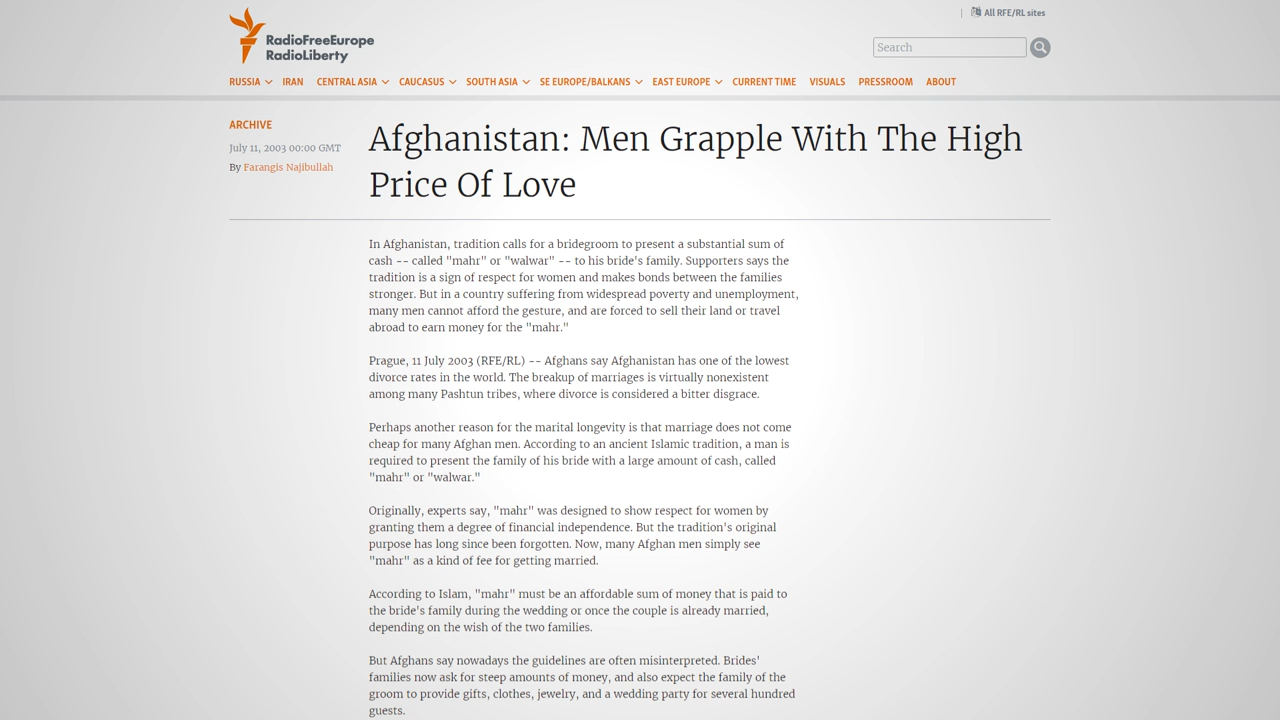 All RFE/RL sites
RadioFreeEurope
RadioLiberty
Search
RUSSIA IRAN CENTRAL ASIA CAUCASUS SOUTH ASIA SE EUROPE/BALKANS EAST EUROPE CURRENT TIME VISUALS PRESSROOM ABOUT
ARCHIVE
July 11, 2003 00:00 GMT
By Farangis Najibullah
Afghanistan: Men Grapple With The High
Price Of Love
In Afghanistan, tradition calls for a bridegroom to present a substantial sum of
cash -- called "mahr" or "walwar" -- to his bride's family. Supporters says the
tradition is a sign of respect for women and makes bonds between the families
stronger. But in a country suffering from widespread poverty and unemployment,
many men cannot afford the gesture, and are forced to sell their land or travel
abroad to earn money for the "mahr."
Prague, 11 July 2003 (RFE/RL) -- Afghans say Afghanistan has one of the lowest
divorce rates in the world. The breakup of marriages is virtually nonexistent
among many Pashtun tribes, where divorce is considered a bitter disgrace.
Perhaps another reason for the marital longevity is that marriage does not come
cheap for many Afghan men. According to an ancient Islamic tradition, a man is
required to present the family of his bride with a large amount of cash, called
"mahr" or "walwar."
Originally, experts say, "mahr" was designed to show respect for women by
granting them a degree of financial independence. But the tradition's original
purpose has long since been forgotten. Now, many Afghan men simply see
"mahr" as a kind of fee for getting married.
According to Islam, "mahr" must be an affordable sum of money that is paid to
the bride's family during the wedding or once the couple is already married,
depending on the wish of the two families.
But Afghans say nowadays the guidelines are often misinterpreted. Brides'
families now ask for steep amounts of money, and also expect the family of the
groom to provide gifts, clothes, jewelry, and a wedding party for several hundred
guests.